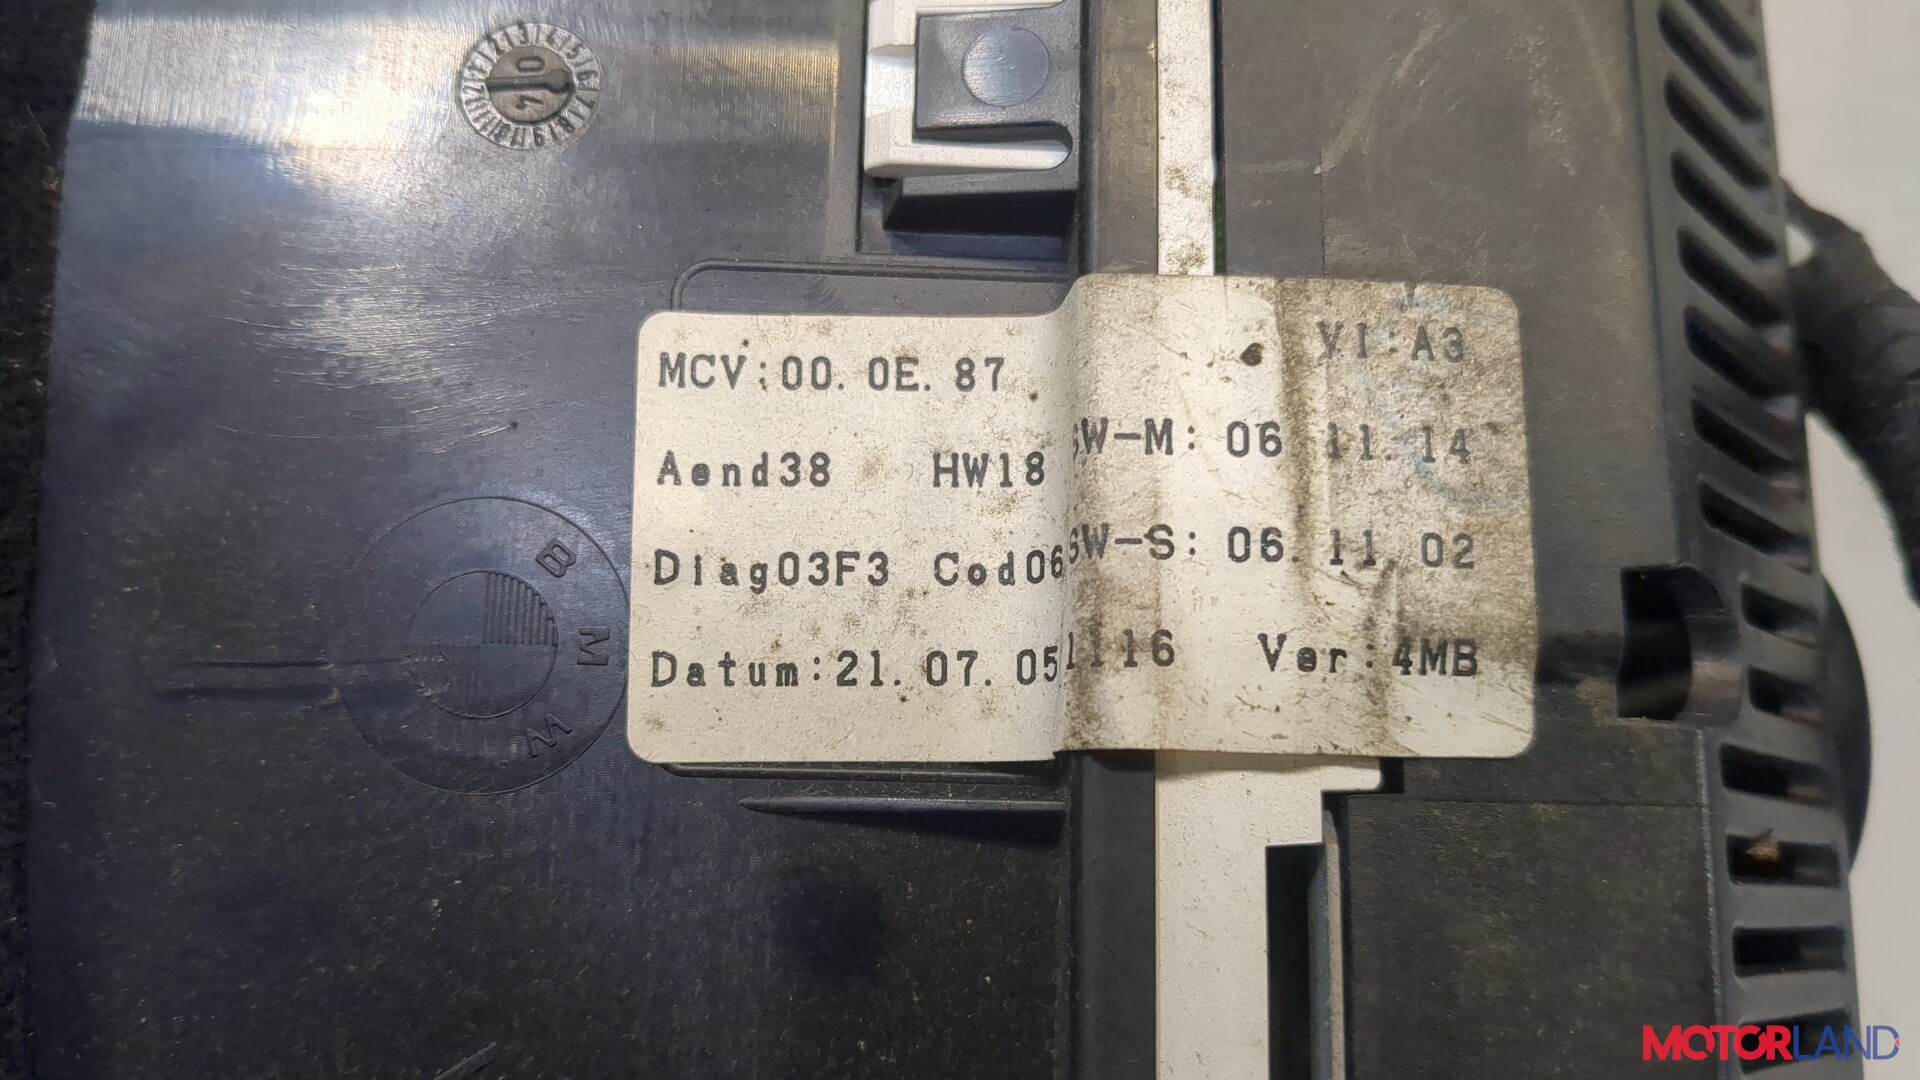 MCV:00. 0E. 87 VI:A3
Aend38 HW18 SW-M: 06 11. 14
Diag03F3 Cod06 SW-S: 06. 11. 02
Datum:21. 07. 05 1116 Ver:4MB
BMW
MOTORLAND